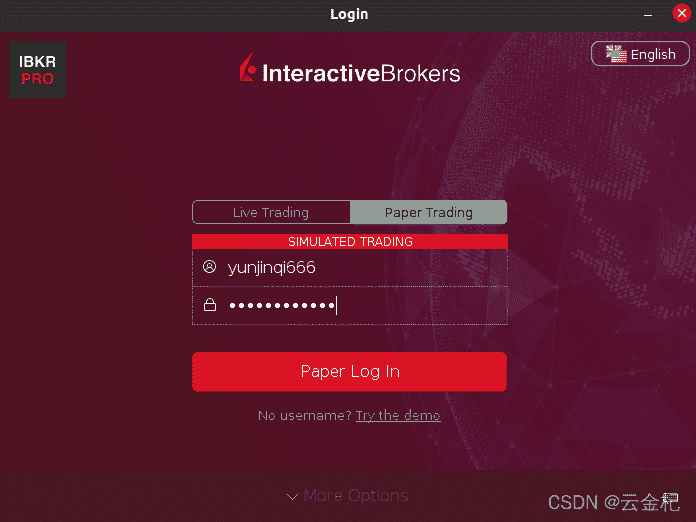 Login
IBKR
PRO
InteractiveBrokers
English
Live Trading
Paper Trading
SIMULATED TRADING
yunjinqi666
••••••••••••
Paper Log In
No username? Try the demo
More Options
CSDN @云金杞